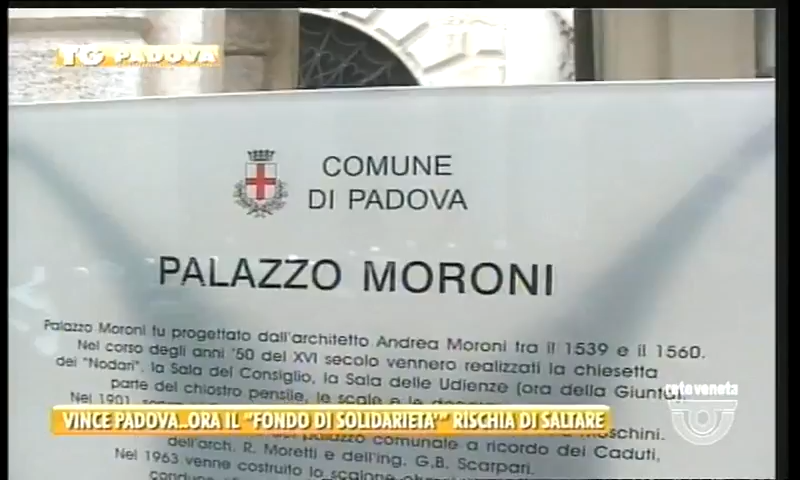 TG PADOVA
COMUNE
DI PADOVA
PALAZZO MORONI
Palazzo Moroni fu progettato dall'architetto Andrea Moroni tra il 1539 e il 1560.
Nel corso degli anni '50 del XVI secolo vennero realizzati la chiesetta
dei "Nodari", la Sala del Consiglio, la Sala delle Udienze (ora della Giunta),
parte del chiostro pensile, le scale e
reteveneta
Nel 1901
VINCE PADOVA..ORA IL "FONDO DI SOLIDARIETA'" RISCHIA DI SALTARE
Moschini.
palazzo comunale a ricordo dei Caduti,
dell'arch. R. Moretti e dell'ing. G.B. Scarpari.
Nel 1963 venne costruito lo scalone